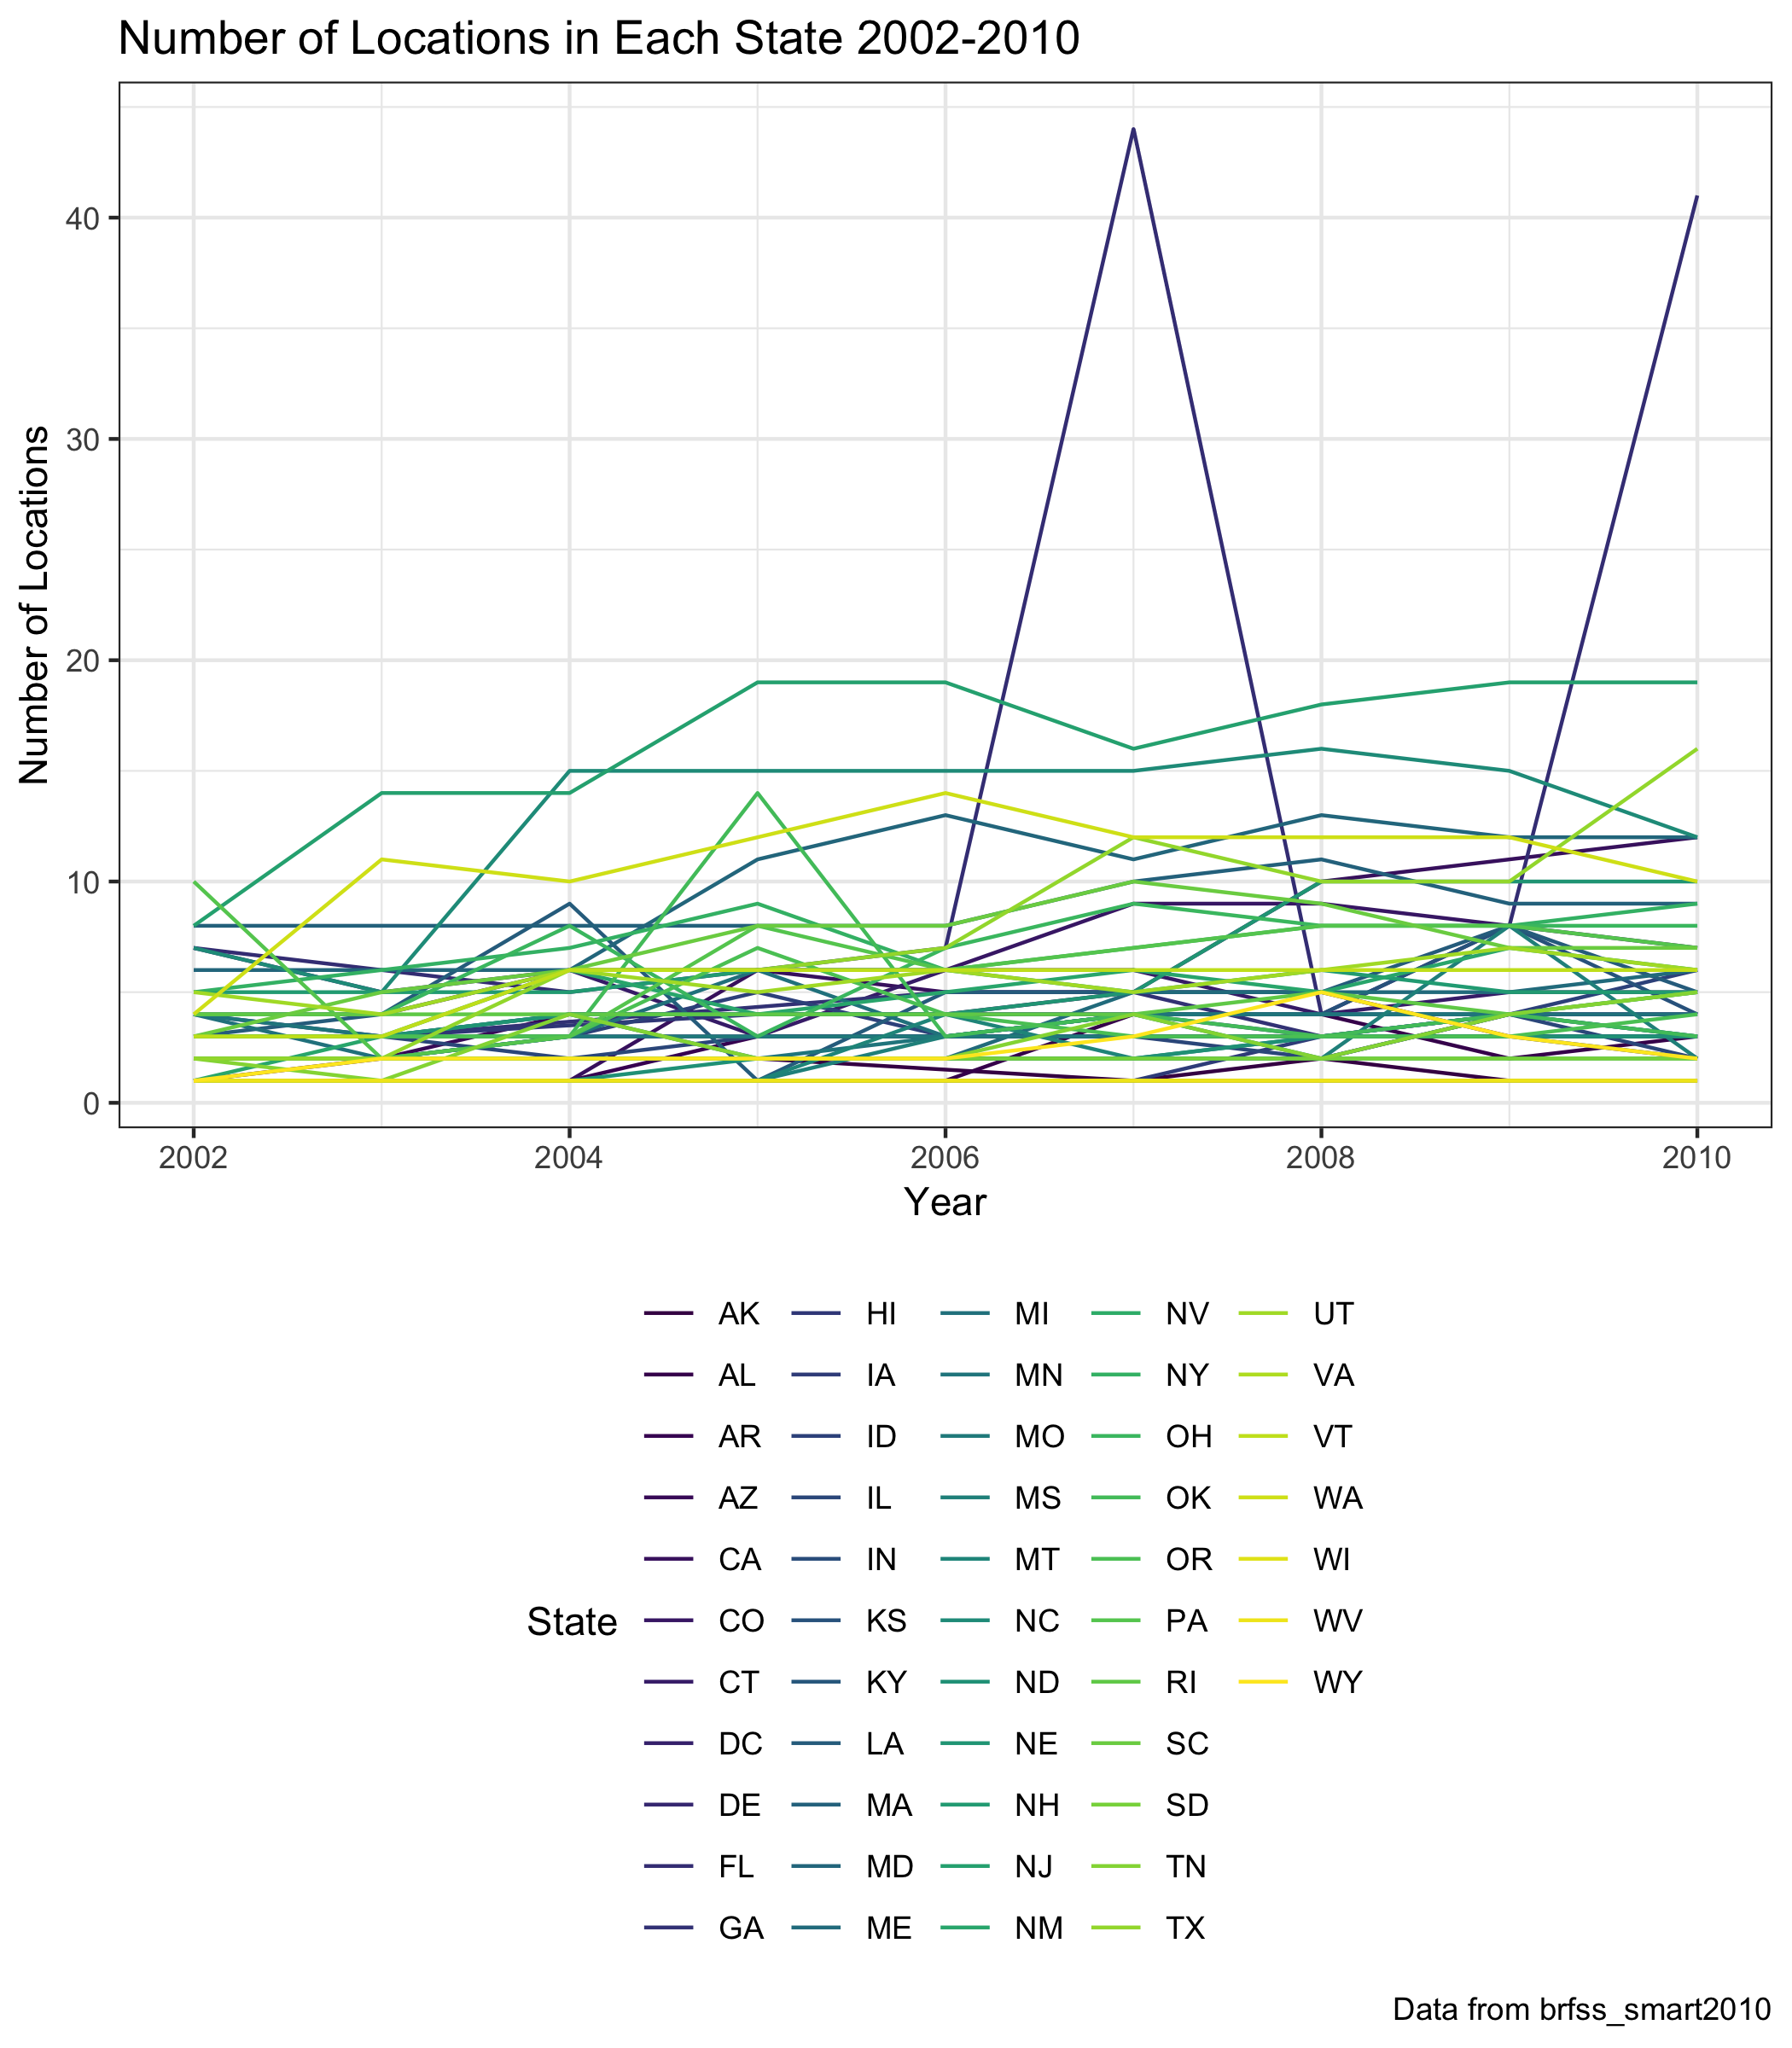 Number of Locations in Each State 2002-2010
Number of Locations
40
30
20
10
0
2002 2004 2006 2008 2010
Year
State
AK HI MI NV UT
AL IA MN NY VA
AR ID MO OH VT
AZ IL MS OK WA
CA IN MT OR WI
CO KS NC PA WV
CT KY ND RI WY
DC LA NE SC
DE MA NH SD
FL MD NJ TN
GA ME NM TX
Data from brfss_smart2010